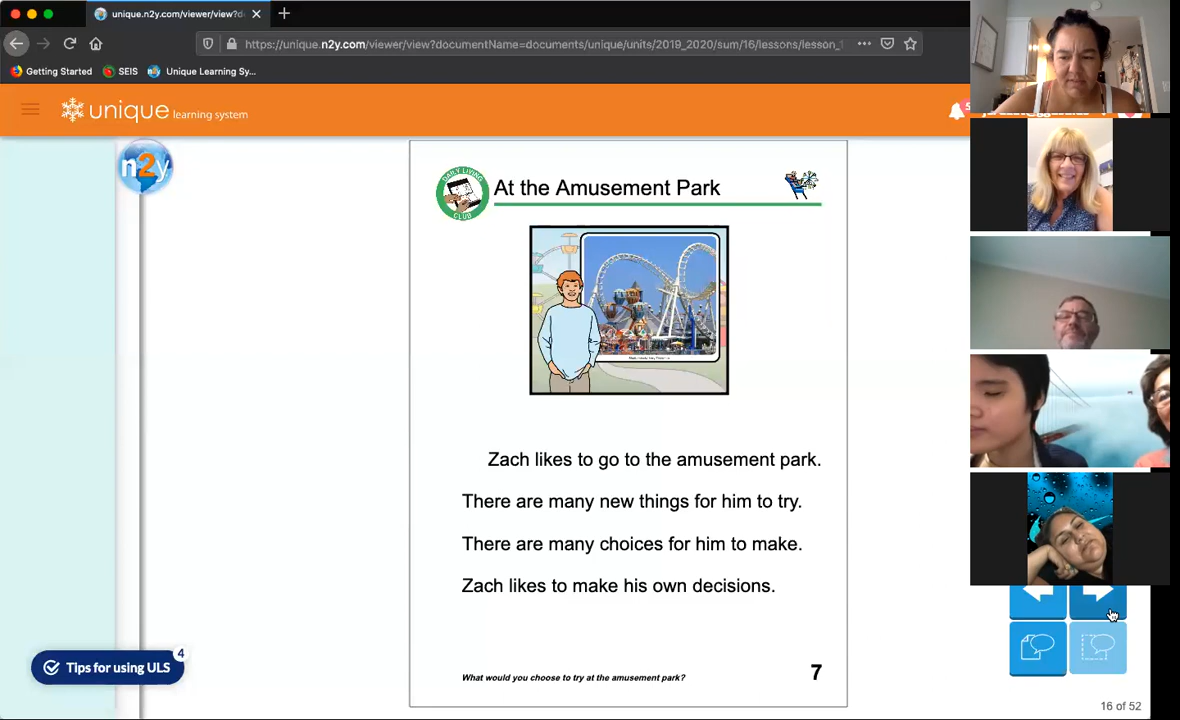 unique.n2y.com/viewer/view?d
https://unique.n2y.com/viewer/view?documentName=documents/unique/units/2019_2020/sum/16/lessons/lesson_
Getting Started
SEIS
Unique Learning Sy...
unique learning system
n2y
DAILY LIVING
CLUB
At the Amusement Park
Zach likes to go to the amusement park.
There are many new things for him to try.
There are many choices for him to make.
Zach likes to make his own decisions.
What would you choose to try at the amusement park?
7
Tips for using ULS
4
16 of 52